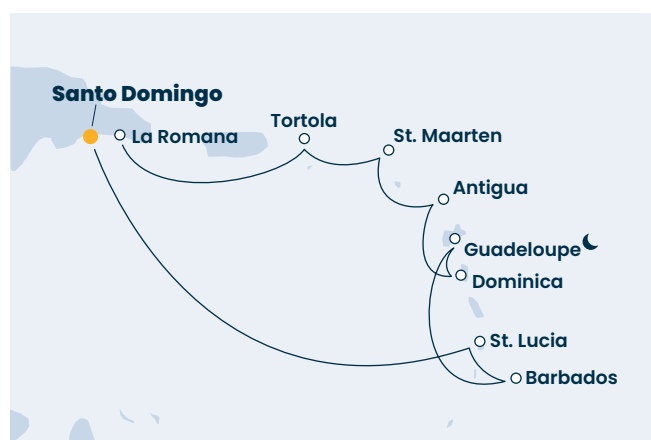 Santo Domingo
Tortola
La Romana
St. Maarten
Antigua
Guadeloupe
Dominica
St. Lucia
Barbados